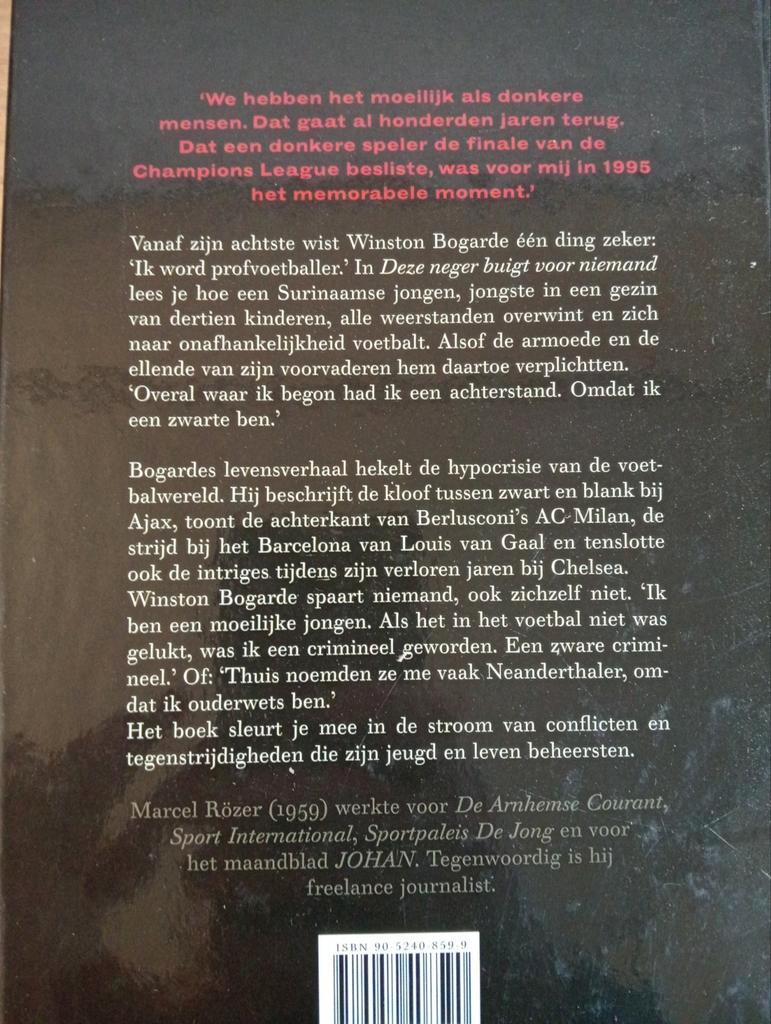 'We hebben het moeilijk als donkere
mensen. Dat gaat al honderden jaren terug.
Dat een donkere speler de finale van de
Champions League besliste, was voor mij in 1995
het memorabele moment.'
Vanaf zijn achtste wist Winston Bogarde één ding zeker:
'Ik word profvoetballer.' In Deze neger buigt voor niemand
lees je hoe een Surinaamse jongen, jongste in een gezin
van dertien kinderen, alle weerstanden overwint en zich
naar onafhankelijkheid voetbalt. Alsof de armoede en de
ellende van zijn voorvaderen hem daartoe verplichtten.
'Overal waar ik begon had ik een achterstand. Omdat ik
een zwarte ben.'
Bogardes levensverhaal hekelt de hypocrisie van de voet-
balwereld. Hij beschrijft de kloof tussen zwart en blank bij
Ajax, toont de achterkant van Berlusconi's AC Milan, de
strijd bij het Barcelona van Louis van Gaal en tenslotte
ook de intriges tijdens zijn verloren jaren bij Chelsea.
Winston Bogarde spaart niemand, ook zichzelf niet. 'Ik
ben een moeilijke jongen. Als het in het voetbal niet was
gelukt, was ik een crimineel geworden. Een zware crimi-
neel.' Of: 'Thuis noemden ze me vaak Neanderthaler, om-
dat ik ouderwets ben.'
Het boek sleurt je mee in de stroom van conflicten en
tegenstrijdigheden die zijn jeugd en leven beheersten.
Marcel Rözer (1959) werkte voor De Arnhemse Courant,
Sport International, Sportpaleis De Jong en voor
het maandblad JOHAN. Tegenwoordig is hij
freelance journalist.
ISBN 90-5240-859-9